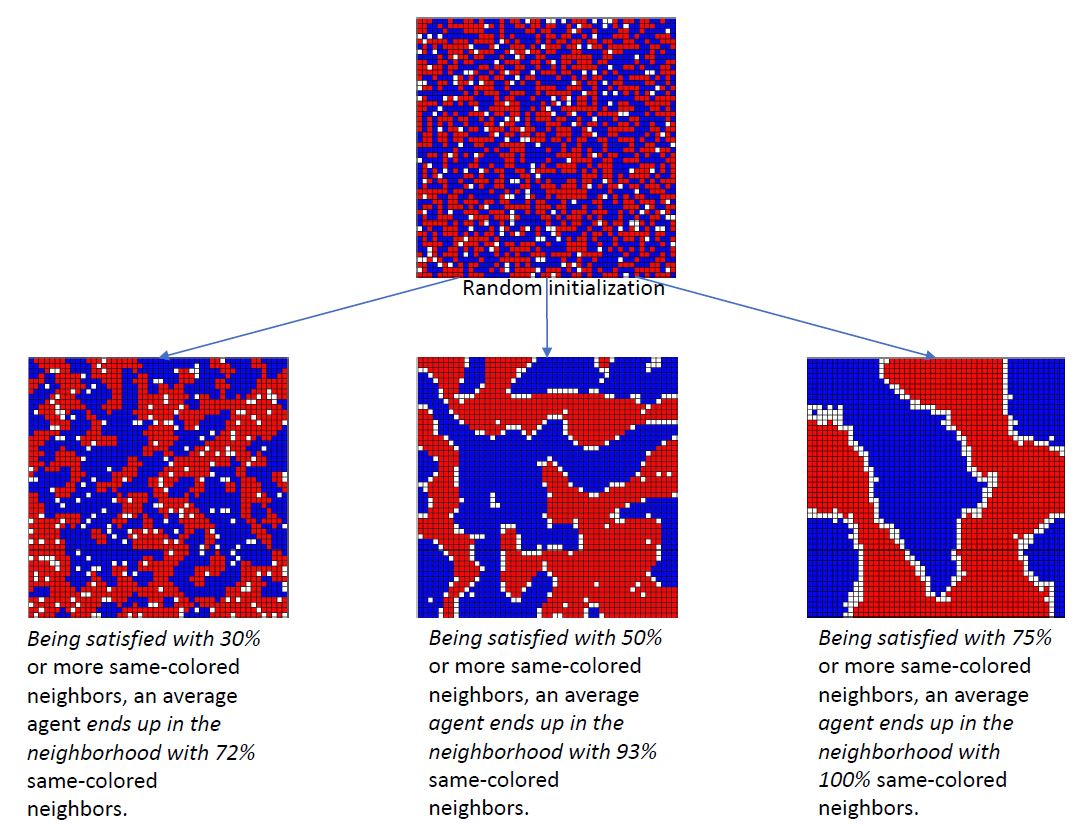 Random initialization
Being satisfied with 30%
or more same-colored
neighbors, an average
agent ends up in the
neighborhood with 72%
same-colored
neighbors.
Being satisfied with 50%
or more same-colored
neighbors, an average
agent ends up in the
neighborhood with 93%
same-colored
neighbors.
Being satisfied with 75%
or more same-colored
neighbors, an average
agent ends up in the
neighborhood with
100% same-colored
neighbors.